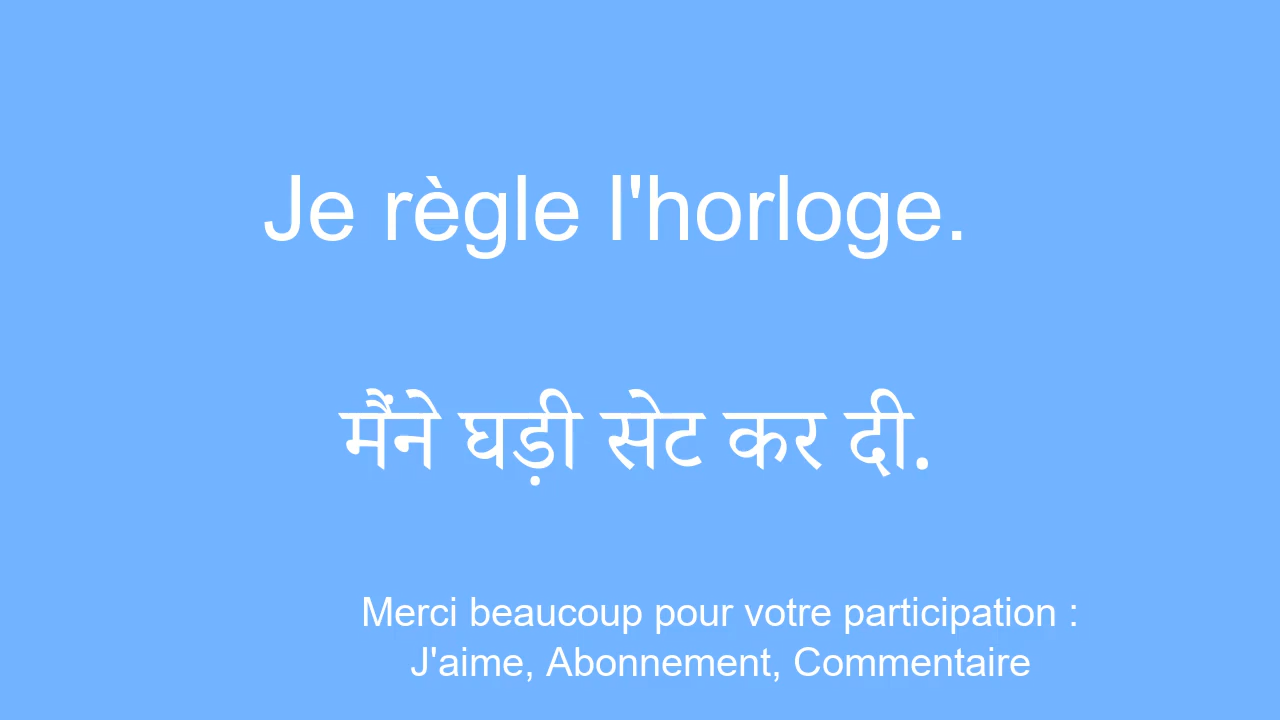 Je règle l'horloge.
मैंने घड़ी सेट कर दी.
Merci beaucoup pour votre participation :
J'aime, Abonnement, Commentaire